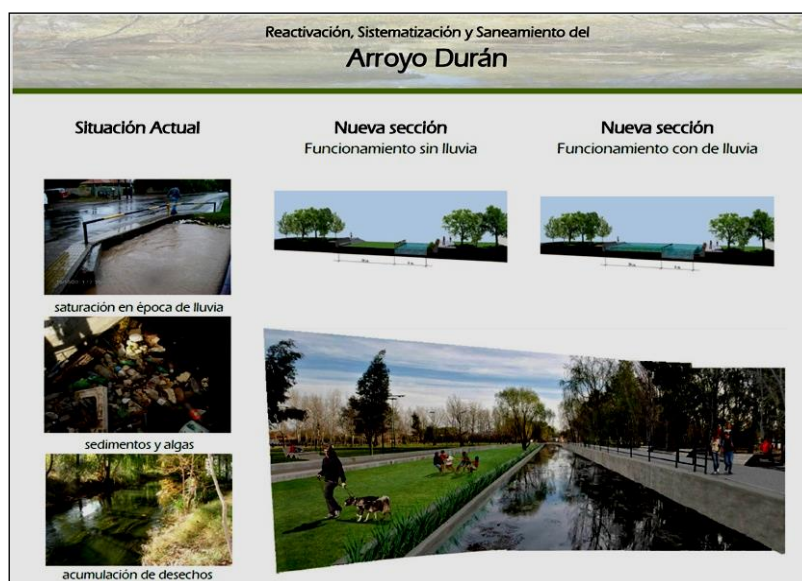 Reactivación, Sistematización y Saneamiento del
Arroyo Durán
Situación Actual
saturación en época de lluvia
sedimentos y algas
acumulación de desechos
Nueva sección
Funcionamiento sin lluvia
Nueva sección
Funcionamiento con de lluvia